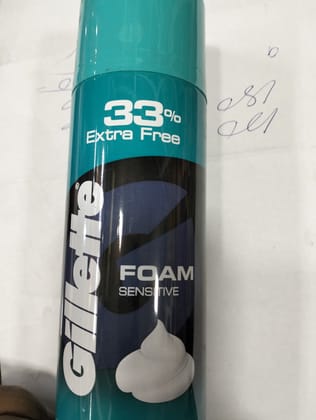 33%
Extra Free
Gillette
FOAM
SENSITIVE